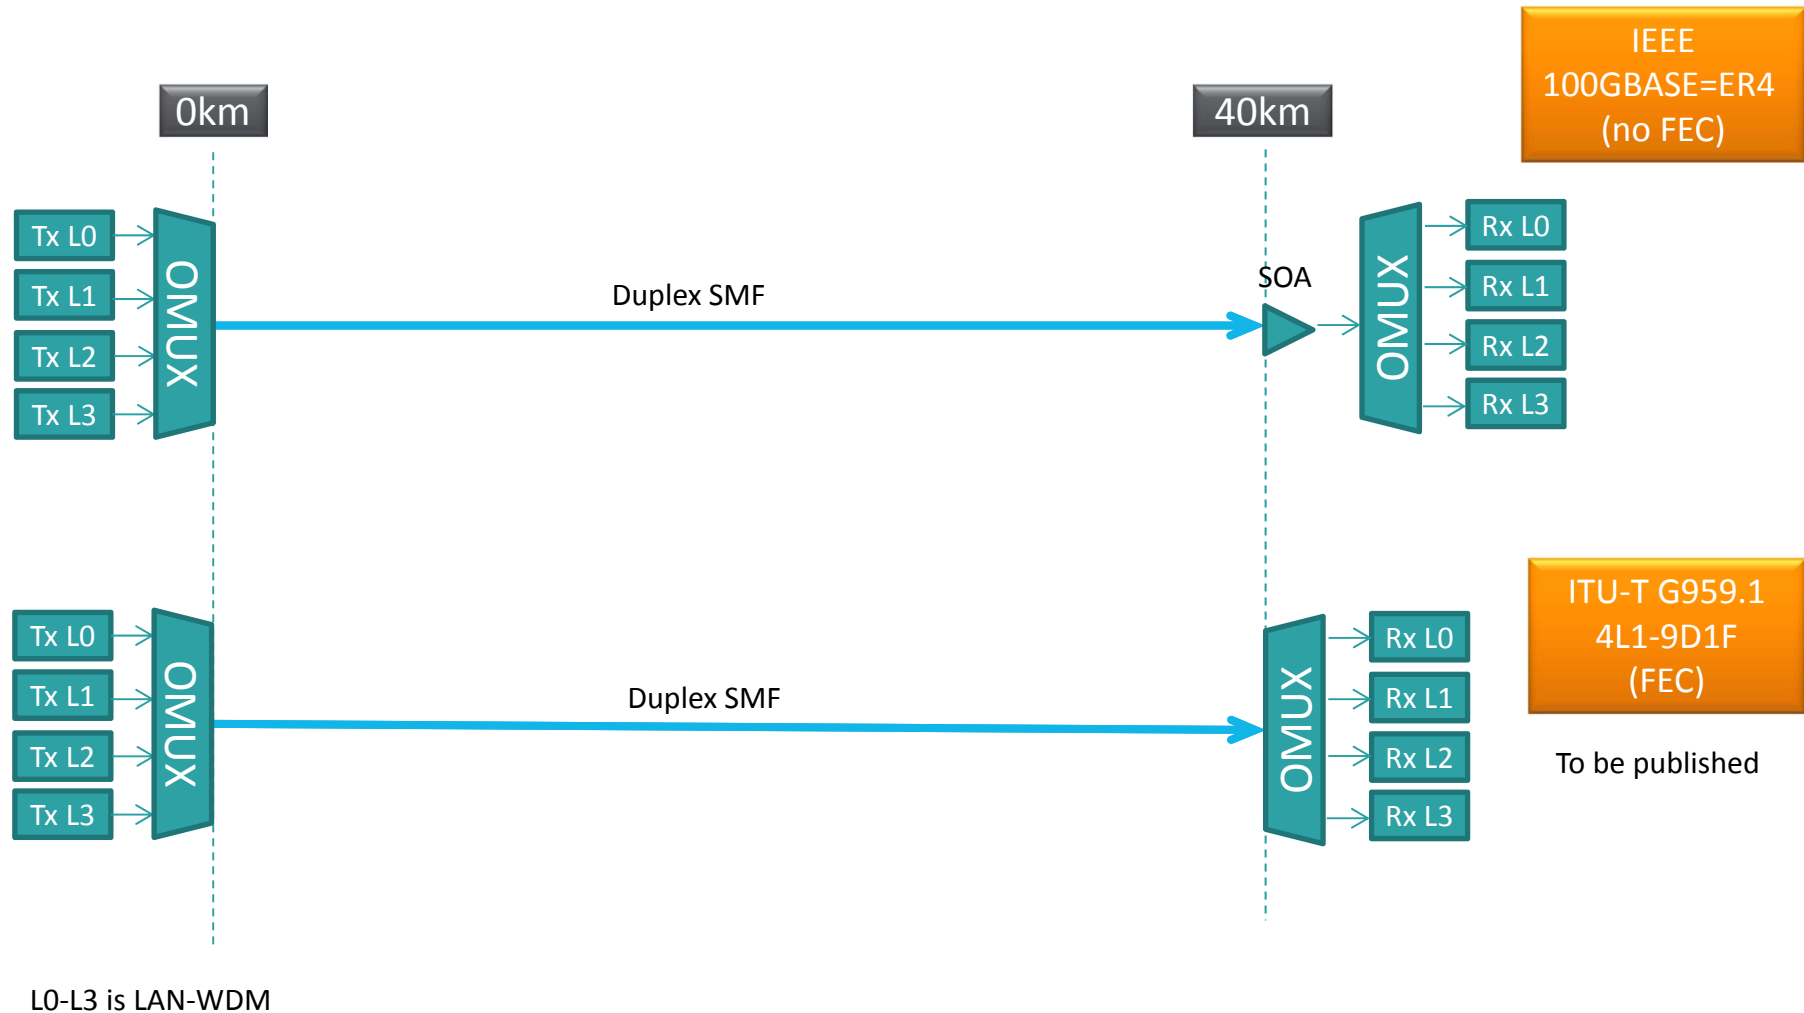 IEEE
100GBASE=ER4
(no FEC)
0km
40km
Tx L0
Tx L1
Tx L2
Tx L3
OMUX
Duplex SMF
SOA
OMUX
Rx L0
Rx L1
Rx L2
Rx L3
ITU-T G959.1
4L1-9D1F
(FEC)
To be published
Tx L0
Tx L1
Tx L2
Tx L3
OMUX
Duplex SMF
OMUX
Rx L0
Rx L1
Rx L2
Rx L3
L0-L3 is LAN-WDM